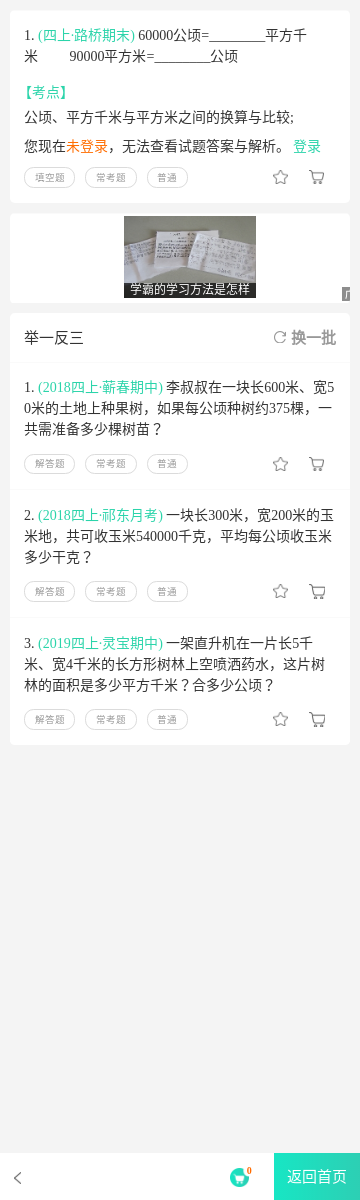 1. (四上·路桥期末) 60000公顷=________平方千
米 90000平方米=________公顷
【考点】
公顷、平方千米与平方米之间的换算与比较;
您现在未登录，无法查看试题答案与解析。 登录
填空题 常考题 普通
学霸的学习方法是怎样
举一反三 换一批
1. (2018四上·蕲春期中) 李叔叔在一块长600米、宽5
0米的土地上种果树，如果每公顷种树约375棵，一
共需准备多少棵树苗？
解答题 常考题 普通
2. (2018四上·祁东月考) 一块长300米，宽200米的玉
米地，共可收玉米540000千克，平均每公顷收玉米
多少千克？
解答题 常考题 普通
3. (2019四上·灵宝期中) 一架直升机在一片长5千
米、宽4千米的长方形树林上空喷洒药水，这片树
林的面积是多少平方千米？合多少公顷？
解答题 常考题 普通
0 返回首页